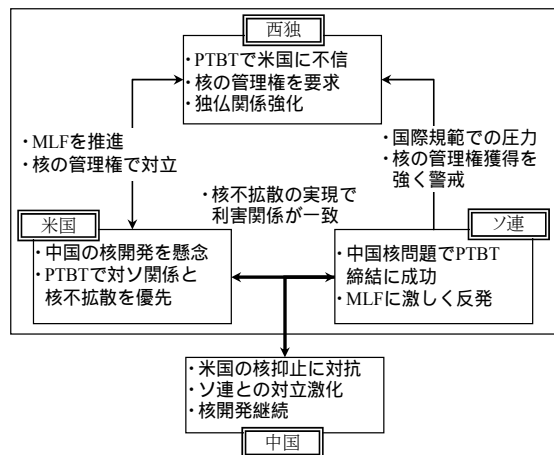 西独
・PTBTで米国に不信
・核の管理権を要求
・独仏関係強化
・MLFを推進
・核の管理権で対立
・国際規範での圧力
・核の管理権獲得を
強く警戒
・核不拡散の実現で
利害関係が一致
米国
・中国の核開発を懸念
・PTBTで対ソ関係と
核不拡散を優先
ソ連
・中国核問題でPTBT
締結に成功
・MLFに激しく反発
・米国の核抑止に対抗
・ソ連との対立激化
・核開発継続
中国